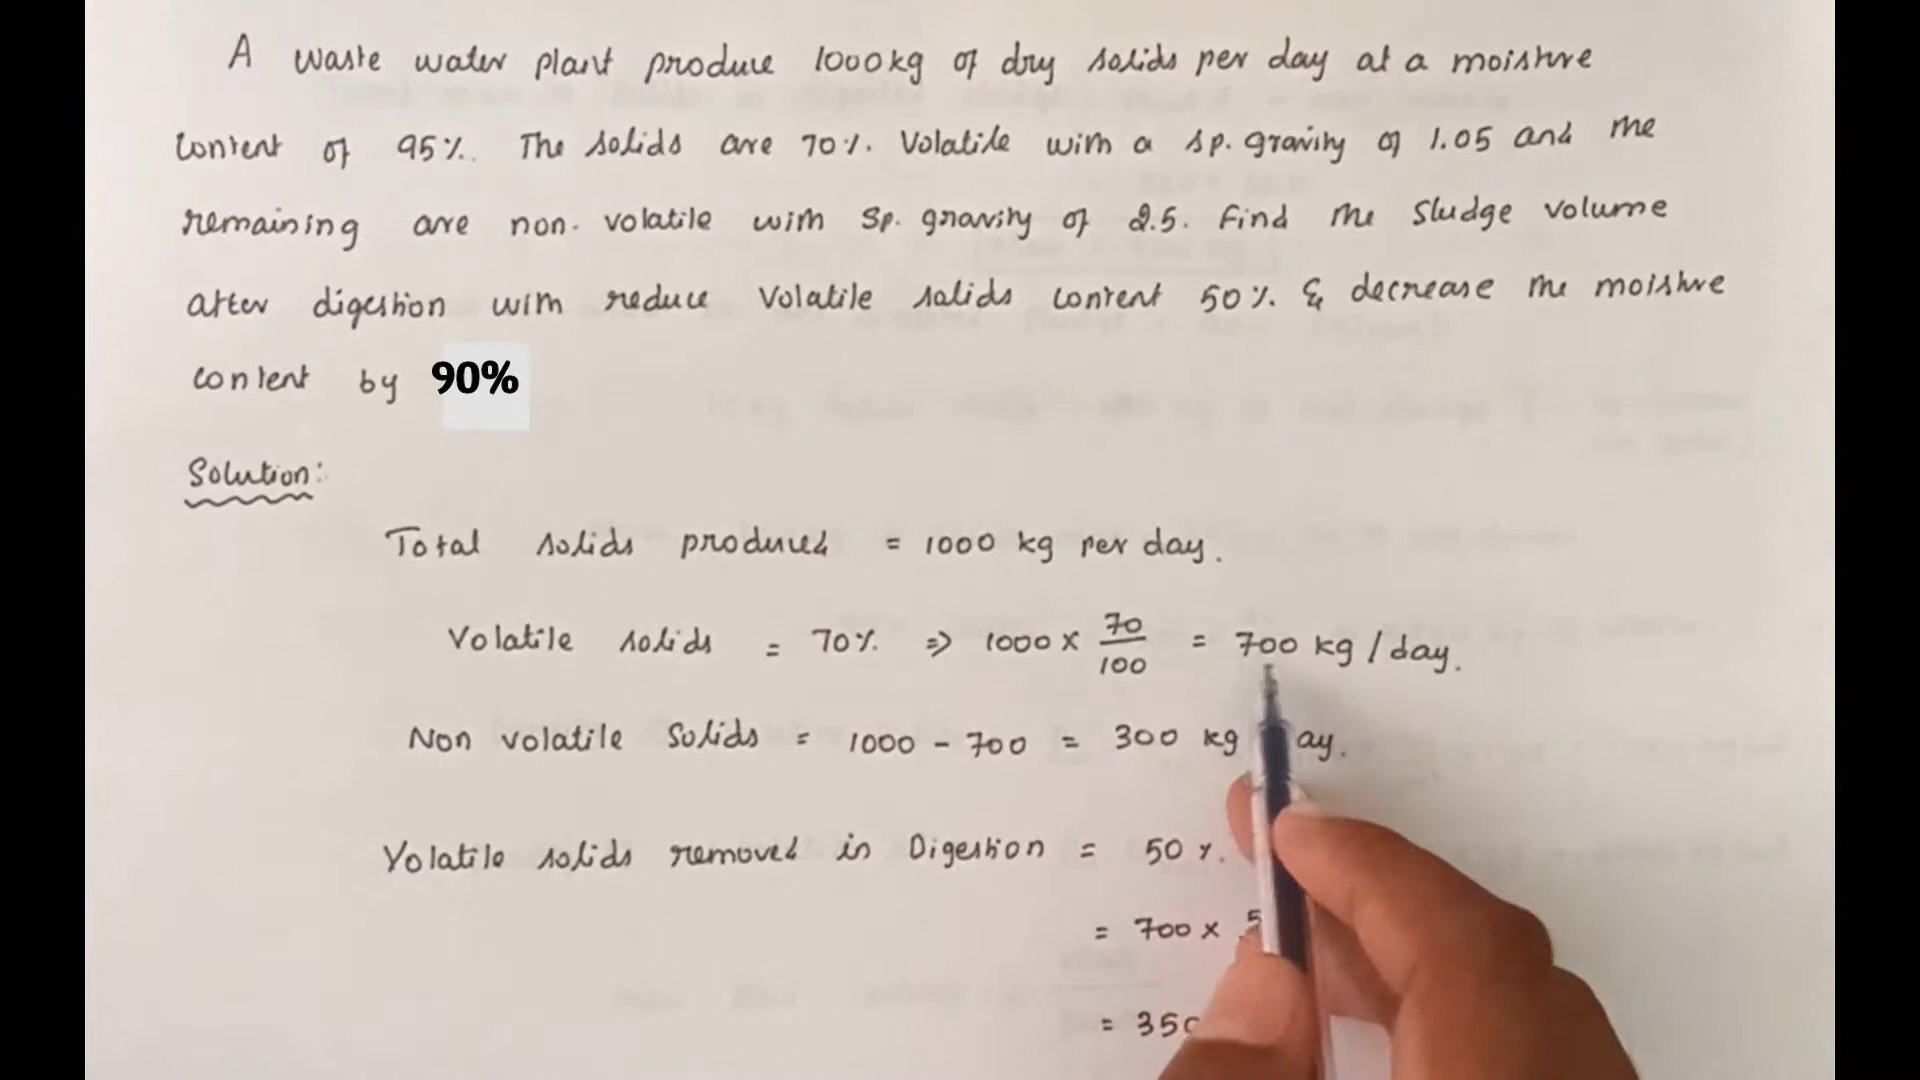 A waste water plant produce 1000kg of dry solids per day at a moisture
content of 95%. The solids are 70%. Volatile with a sp. gravity of 1.05 and the
remaining are non-volatile with sp. gravity of 2.5. Find the sludge volume
after digestion with reduce Volatile solids content 50%. & decrease the moisture
content by 90%
Solution:
Total solids produced = 1000 kg per day.
Volatile solids = 70% ⇒ 1000 x 70/100 = 700 kg/day.
Non volatile Solids = 1000 - 700 = 300 kg ay.
Volatile solids removed in Digestion = 50%.
= 700 x 5
= 350